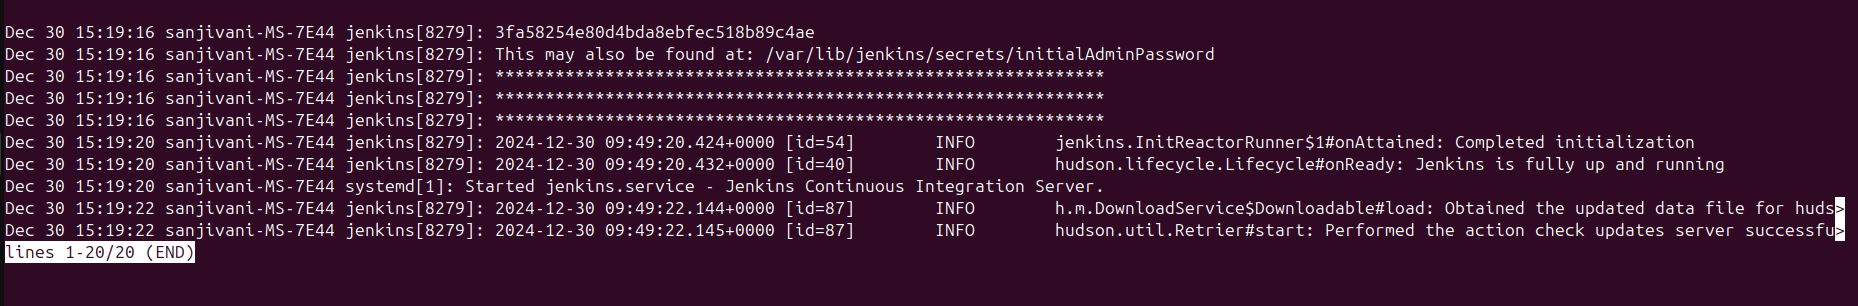 Dec 30 15:19:16 sanjivani-MS-7E44 jenkins[8279]: 3fa58254e80d4bda8ebfec518b89c4ae
Dec 30 15:19:16 sanjivani-MS-7E44 jenkins[8279]: This may also be found at: /var/lib/jenkins/secrets/initialAdminPassword
Dec 30 15:19:16 sanjivani-MS-7E44 jenkins[8279]: *************************************************************
Dec 30 15:19:16 sanjivani-MS-7E44 jenkins[8279]: *************************************************************
Dec 30 15:19:16 sanjivani-MS-7E44 jenkins[8279]: *************************************************************
Dec 30 15:19:20 sanjivani-MS-7E44 jenkins[8279]: 2024-12-30 09:49:20.424+0000 [id=54]        INFO        jenkins.InitReactorRunner$1#onAttained: Completed initialization
Dec 30 15:19:20 sanjivani-MS-7E44 jenkins[8279]: 2024-12-30 09:49:20.432+0000 [id=40]        INFO        hudson.lifecycle.Lifecycle#onReady: Jenkins is fully up and running
Dec 30 15:19:20 sanjivani-MS-7E44 systemd[1]: Started jenkins.service - Jenkins Continuous Integration Server.
Dec 30 15:19:22 sanjivani-MS-7E44 jenkins[8279]: 2024-12-30 09:49:22.144+0000 [id=87]        INFO        h.m.DownloadService$Downloadable#load: Obtained the updated data file for huds>
Dec 30 15:19:22 sanjivani-MS-7E44 jenkins[8279]: 2024-12-30 09:49:22.145+0000 [id=87]        INFO        hudson.util.Retrier#start: Performed the action check updates server successfu>
lines 1-20/20 (END)